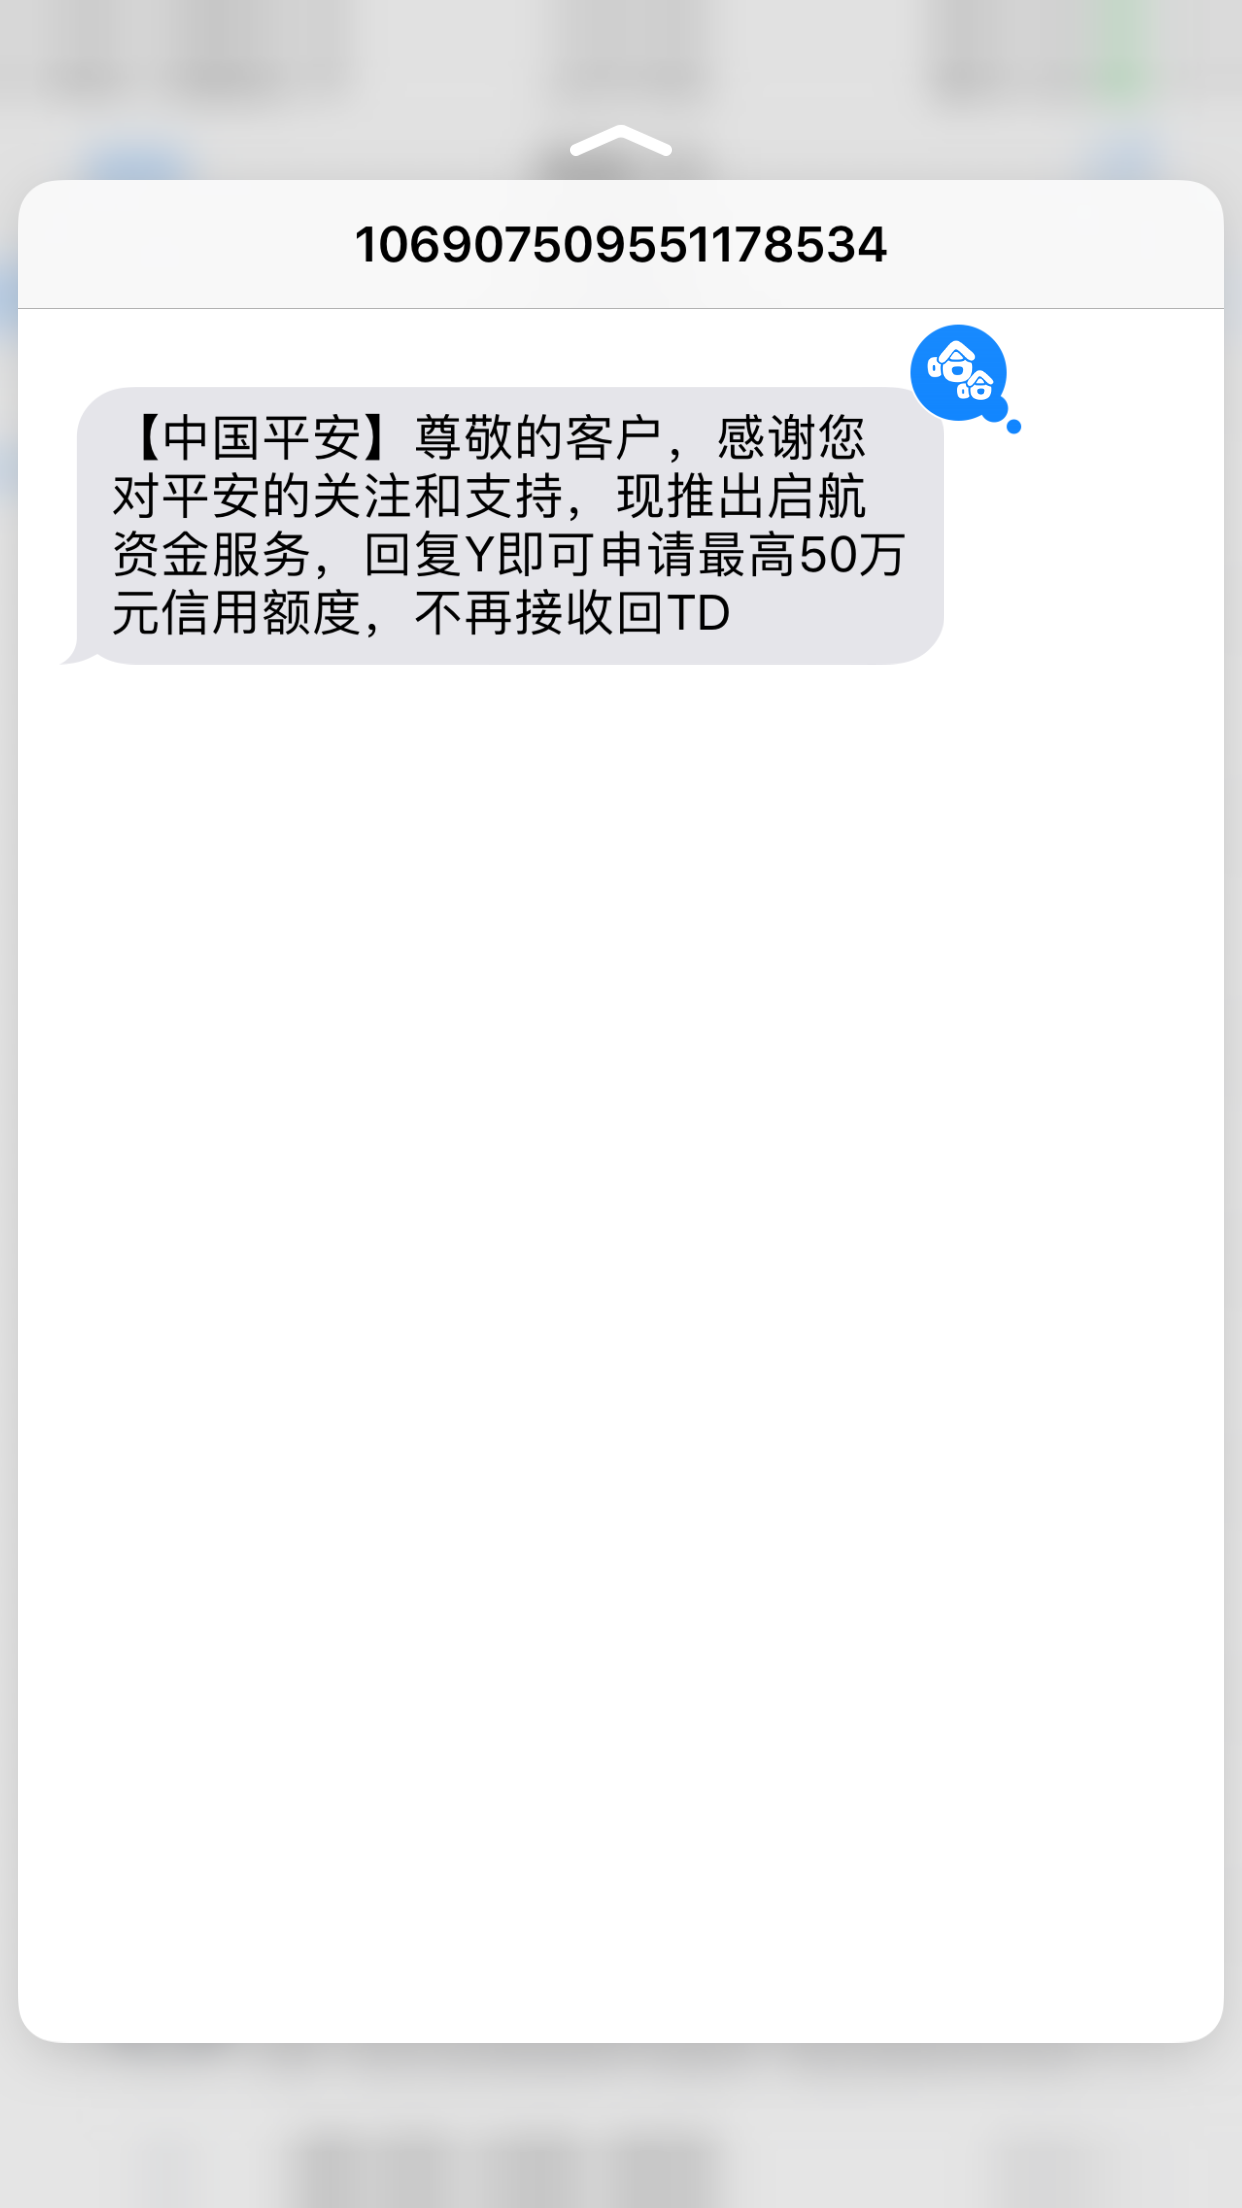 106907509551178534
哈哈
【中国平安】尊敬的客户，感谢您
对平安的关注和支持，现推出启航
资金服务，回复Y即可申请最高50万
元信用额度，不再接收回TD